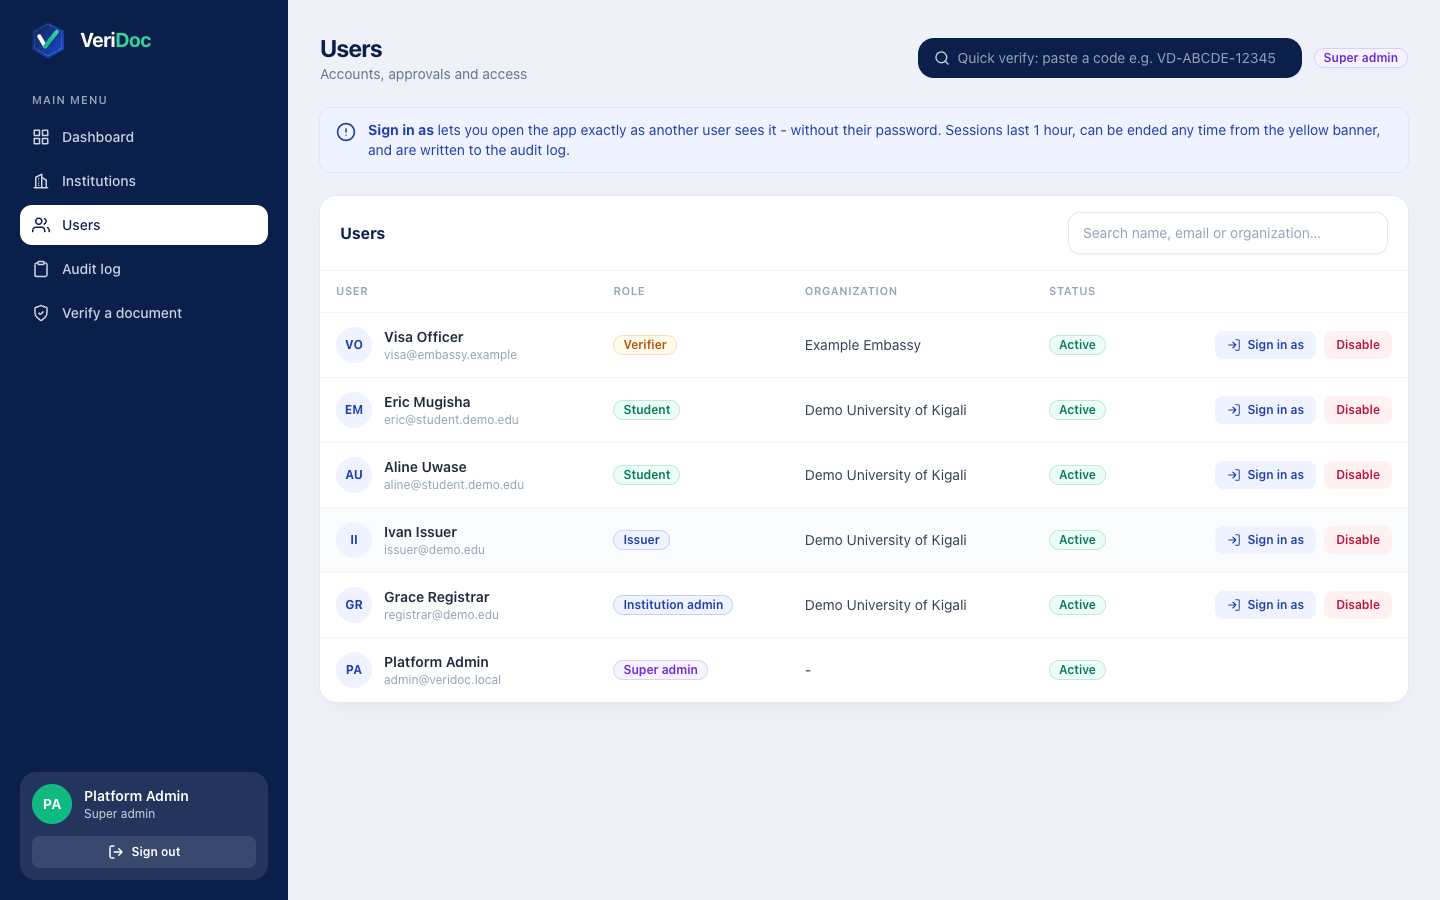 VeriDoc
MAIN MENU
Dashboard
Institutions
Users
Audit log
Verify a document
PA
Platform Admin
Super admin
Sign out
Users
Accounts, approvals and access
Quick verify: paste a code e.g. VD-ABCDE-12345
Super admin
Sign in as lets you open the app exactly as another user sees it - without their password. Sessions last 1 hour, can be ended any time from the yellow banner,
and are written to the audit log.
Users
Search name, email or organization...
USER ROLE ORGANIZATION STATUS
VO Visa Officer Verifier Example Embassy Active Sign in as Disable
visa@embassy.example
EM Eric Mugisha Student Demo University of Kigali Active Sign in as Disable
eric@student.demo.edu
AU Aline Uwase Student Demo University of Kigali Active Sign in as Disable
aline@student.demo.edu
II Ivan Issuer Issuer Demo University of Kigali Active Sign in as Disable
issuer@demo.edu
GR Grace Registrar Institution admin Demo University of Kigali Active Sign in as Disable
registrar@demo.edu
PA Platform Admin Super admin - Active
admin@veridoc.local